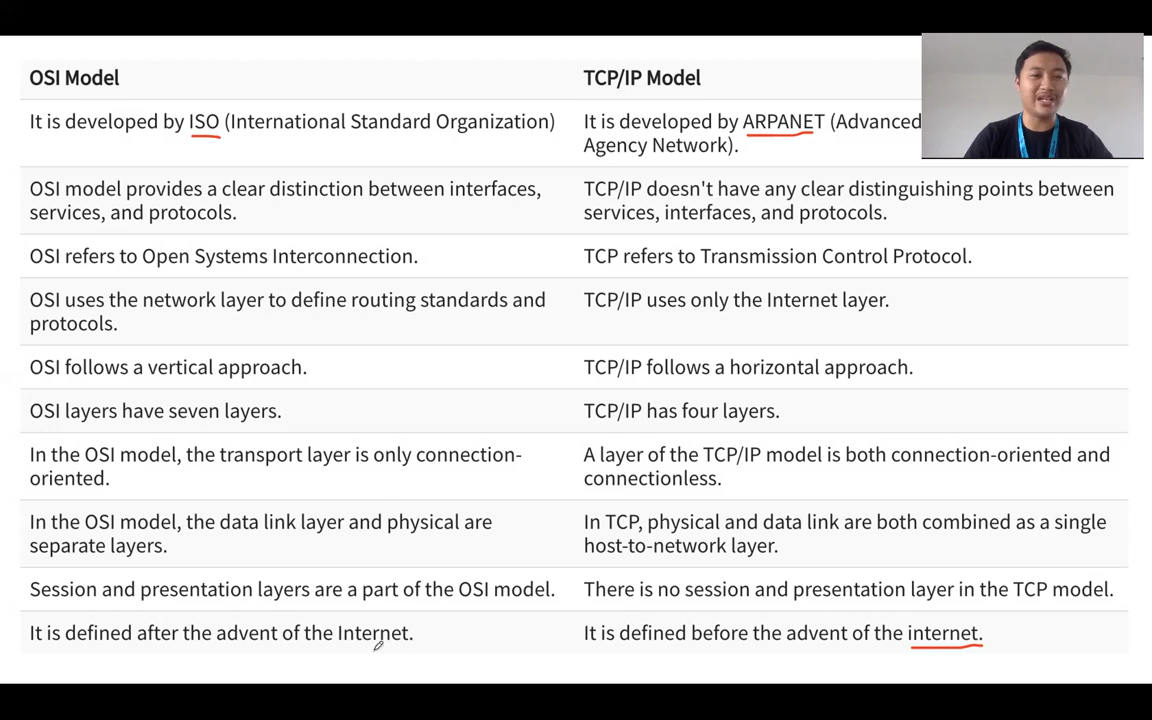 OSI Model
TCP/IP Model
It is developed by ISO (International Standard Organization)
It is developed by ARPANET (Advanced
Agency Network).
OSI model provides a clear distinction between interfaces,
services, and protocols.
TCP/IP doesn't have any clear distinguishing points between
services, interfaces, and protocols.
OSI refers to Open Systems Interconnection.
TCP refers to Transmission Control Protocol.
OSI uses the network layer to define routing standards and
protocols.
TCP/IP uses only the Internet layer.
OSI follows a vertical approach.
TCP/IP follows a horizontal approach.
OSI layers have seven layers.
TCP/IP has four layers.
In the OSI model, the transport layer is only connection-
oriented.
A layer of the TCP/IP model is both connection-oriented and
connectionless.
In the OSI model, the data link layer and physical are
separate layers.
In TCP, physical and data link are both combined as a single
host-to-network layer.
Session and presentation layers are a part of the OSI model.
There is no session and presentation layer in the TCP model.
It is defined after the advent of the Internet.
It is defined before the advent of the internet.